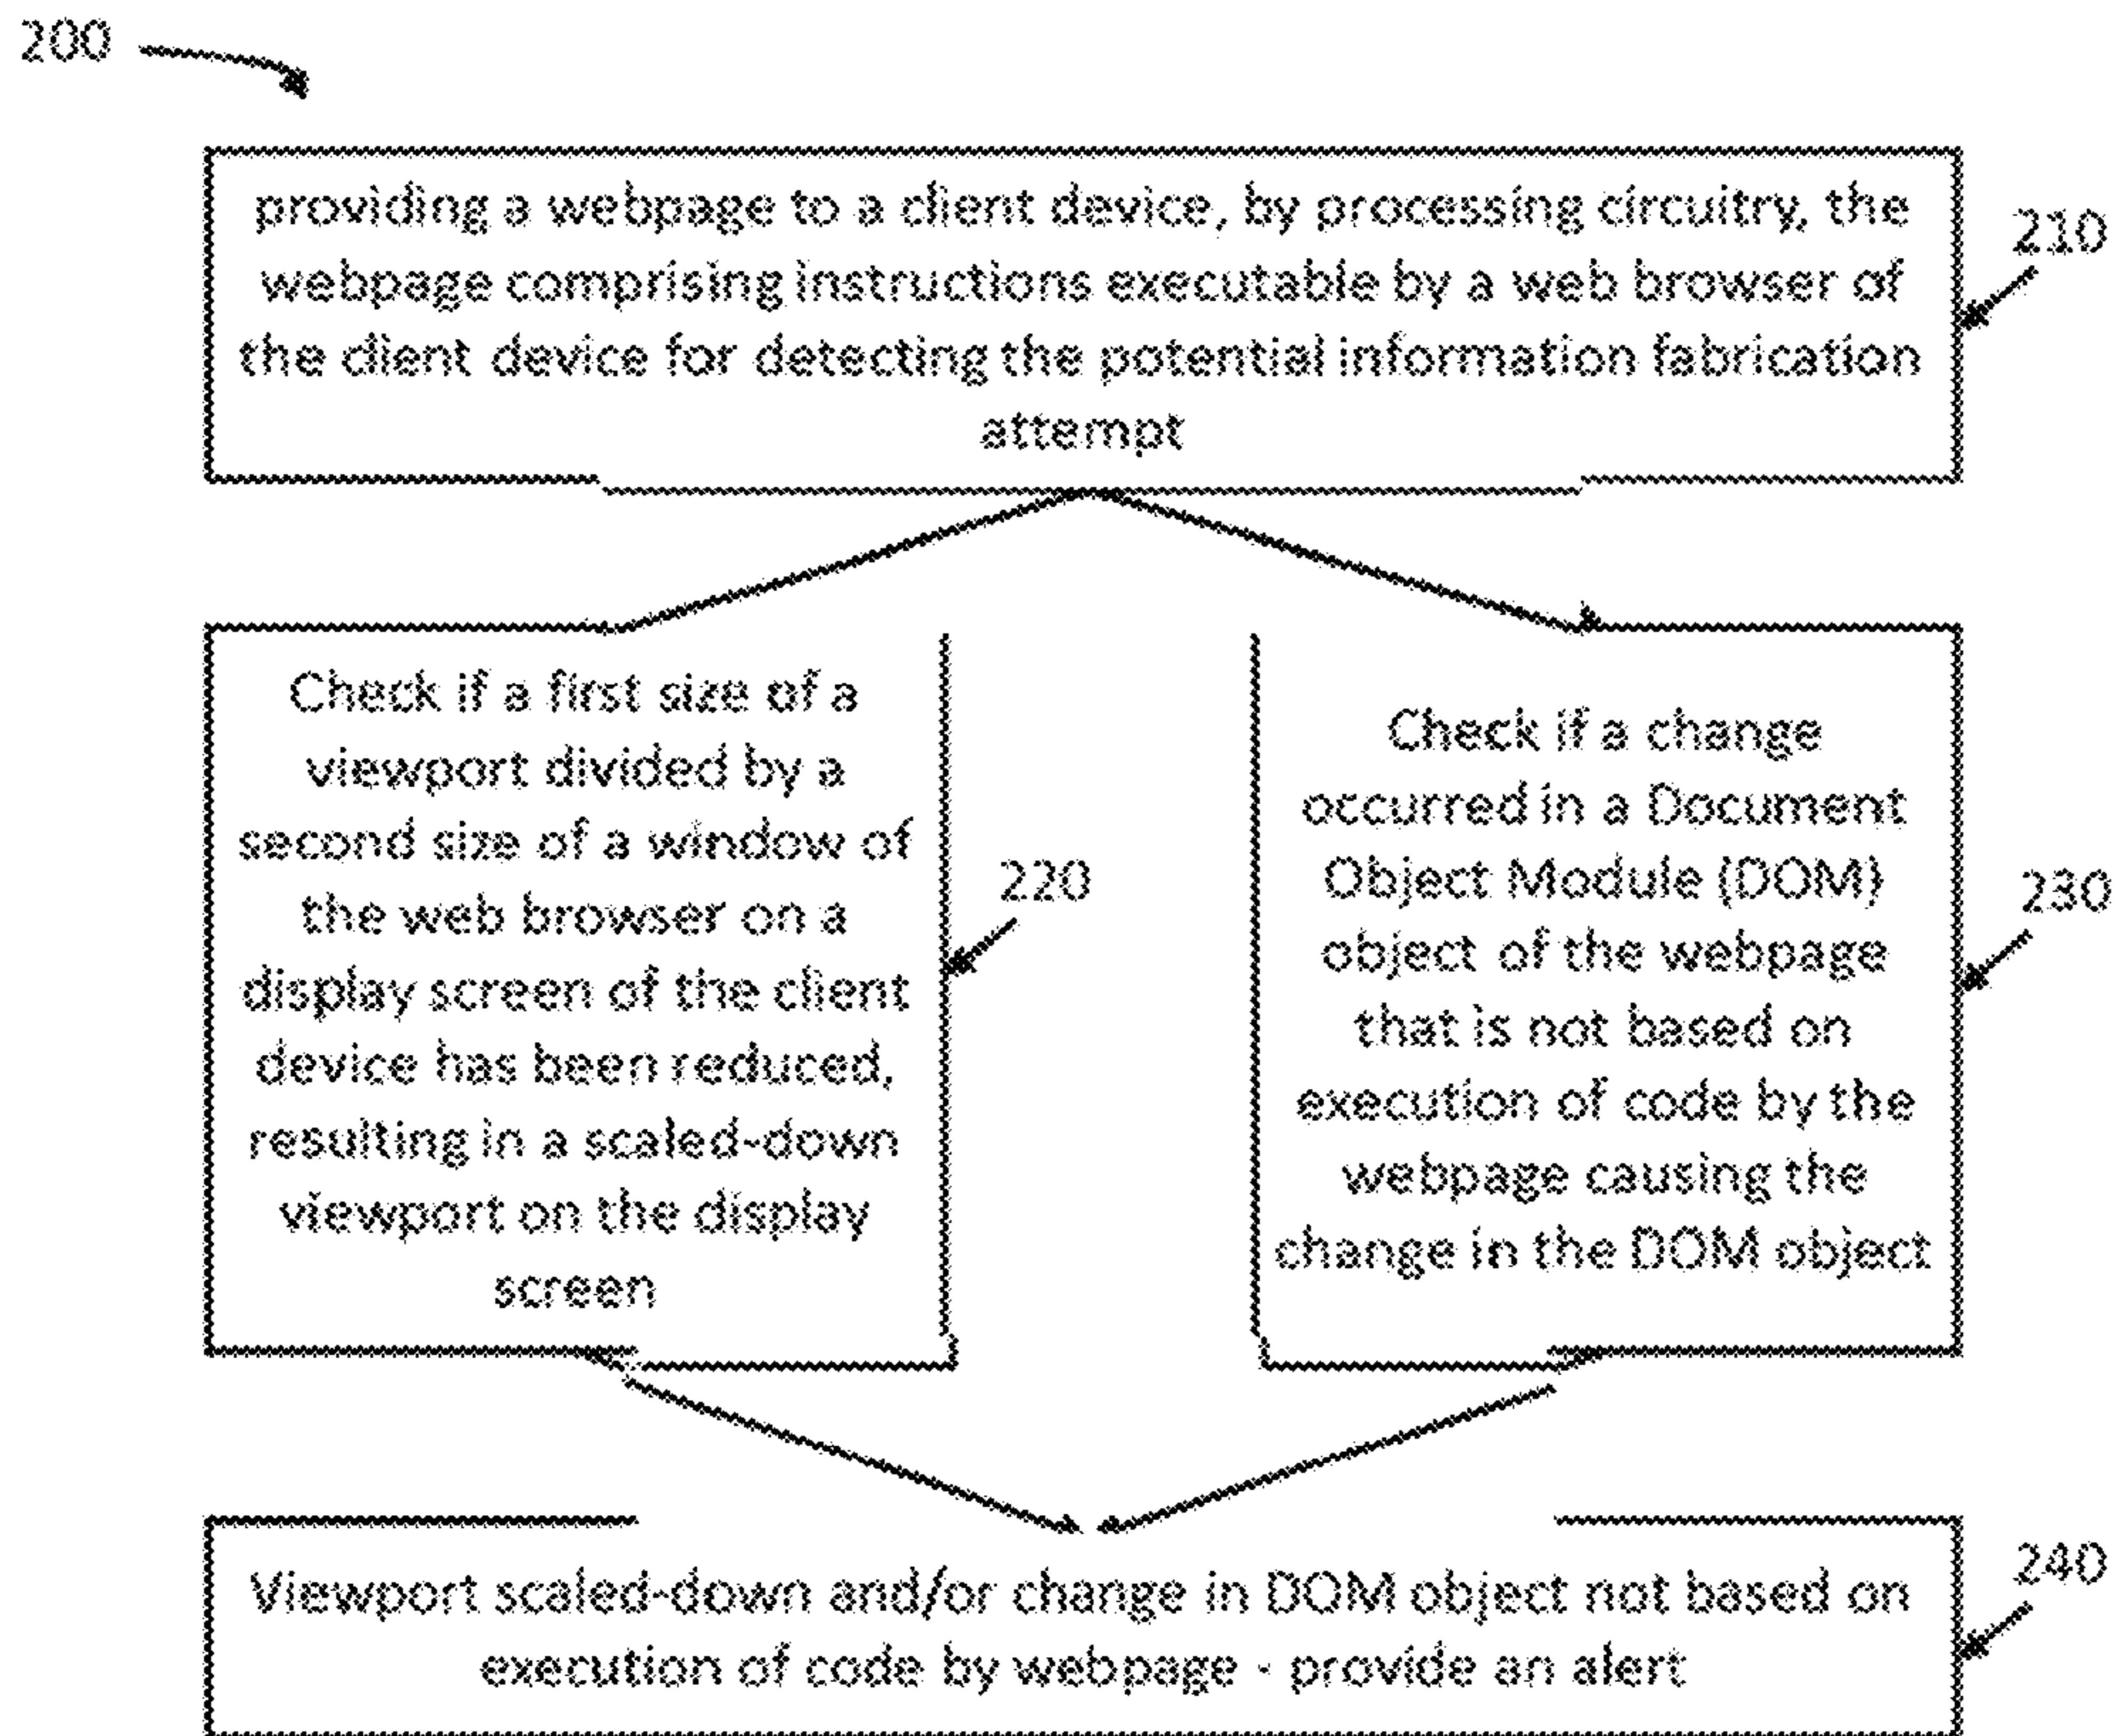 200
providing a webpage to a client device, by processing circuitry, the
webpage comprising instructions executable by a web browser of
the client device for detecting the potential information fabrication
attempt
210
Check if a first size of a
viewport divided by a
second size of a window of
the web browser on a
display screen of the client
device has been reduced,
resulting in a scaled-down
viewport on the display
screen
220
Check if a change
occurred in a Document
Object Module (DOM)
object of the webpage
that is not based on
execution of code by the
webpage causing the
change in the DOM object
230
Viewport scaled-down and/or change in DOM object not based on
execution of code by webpage - provide an alert
240